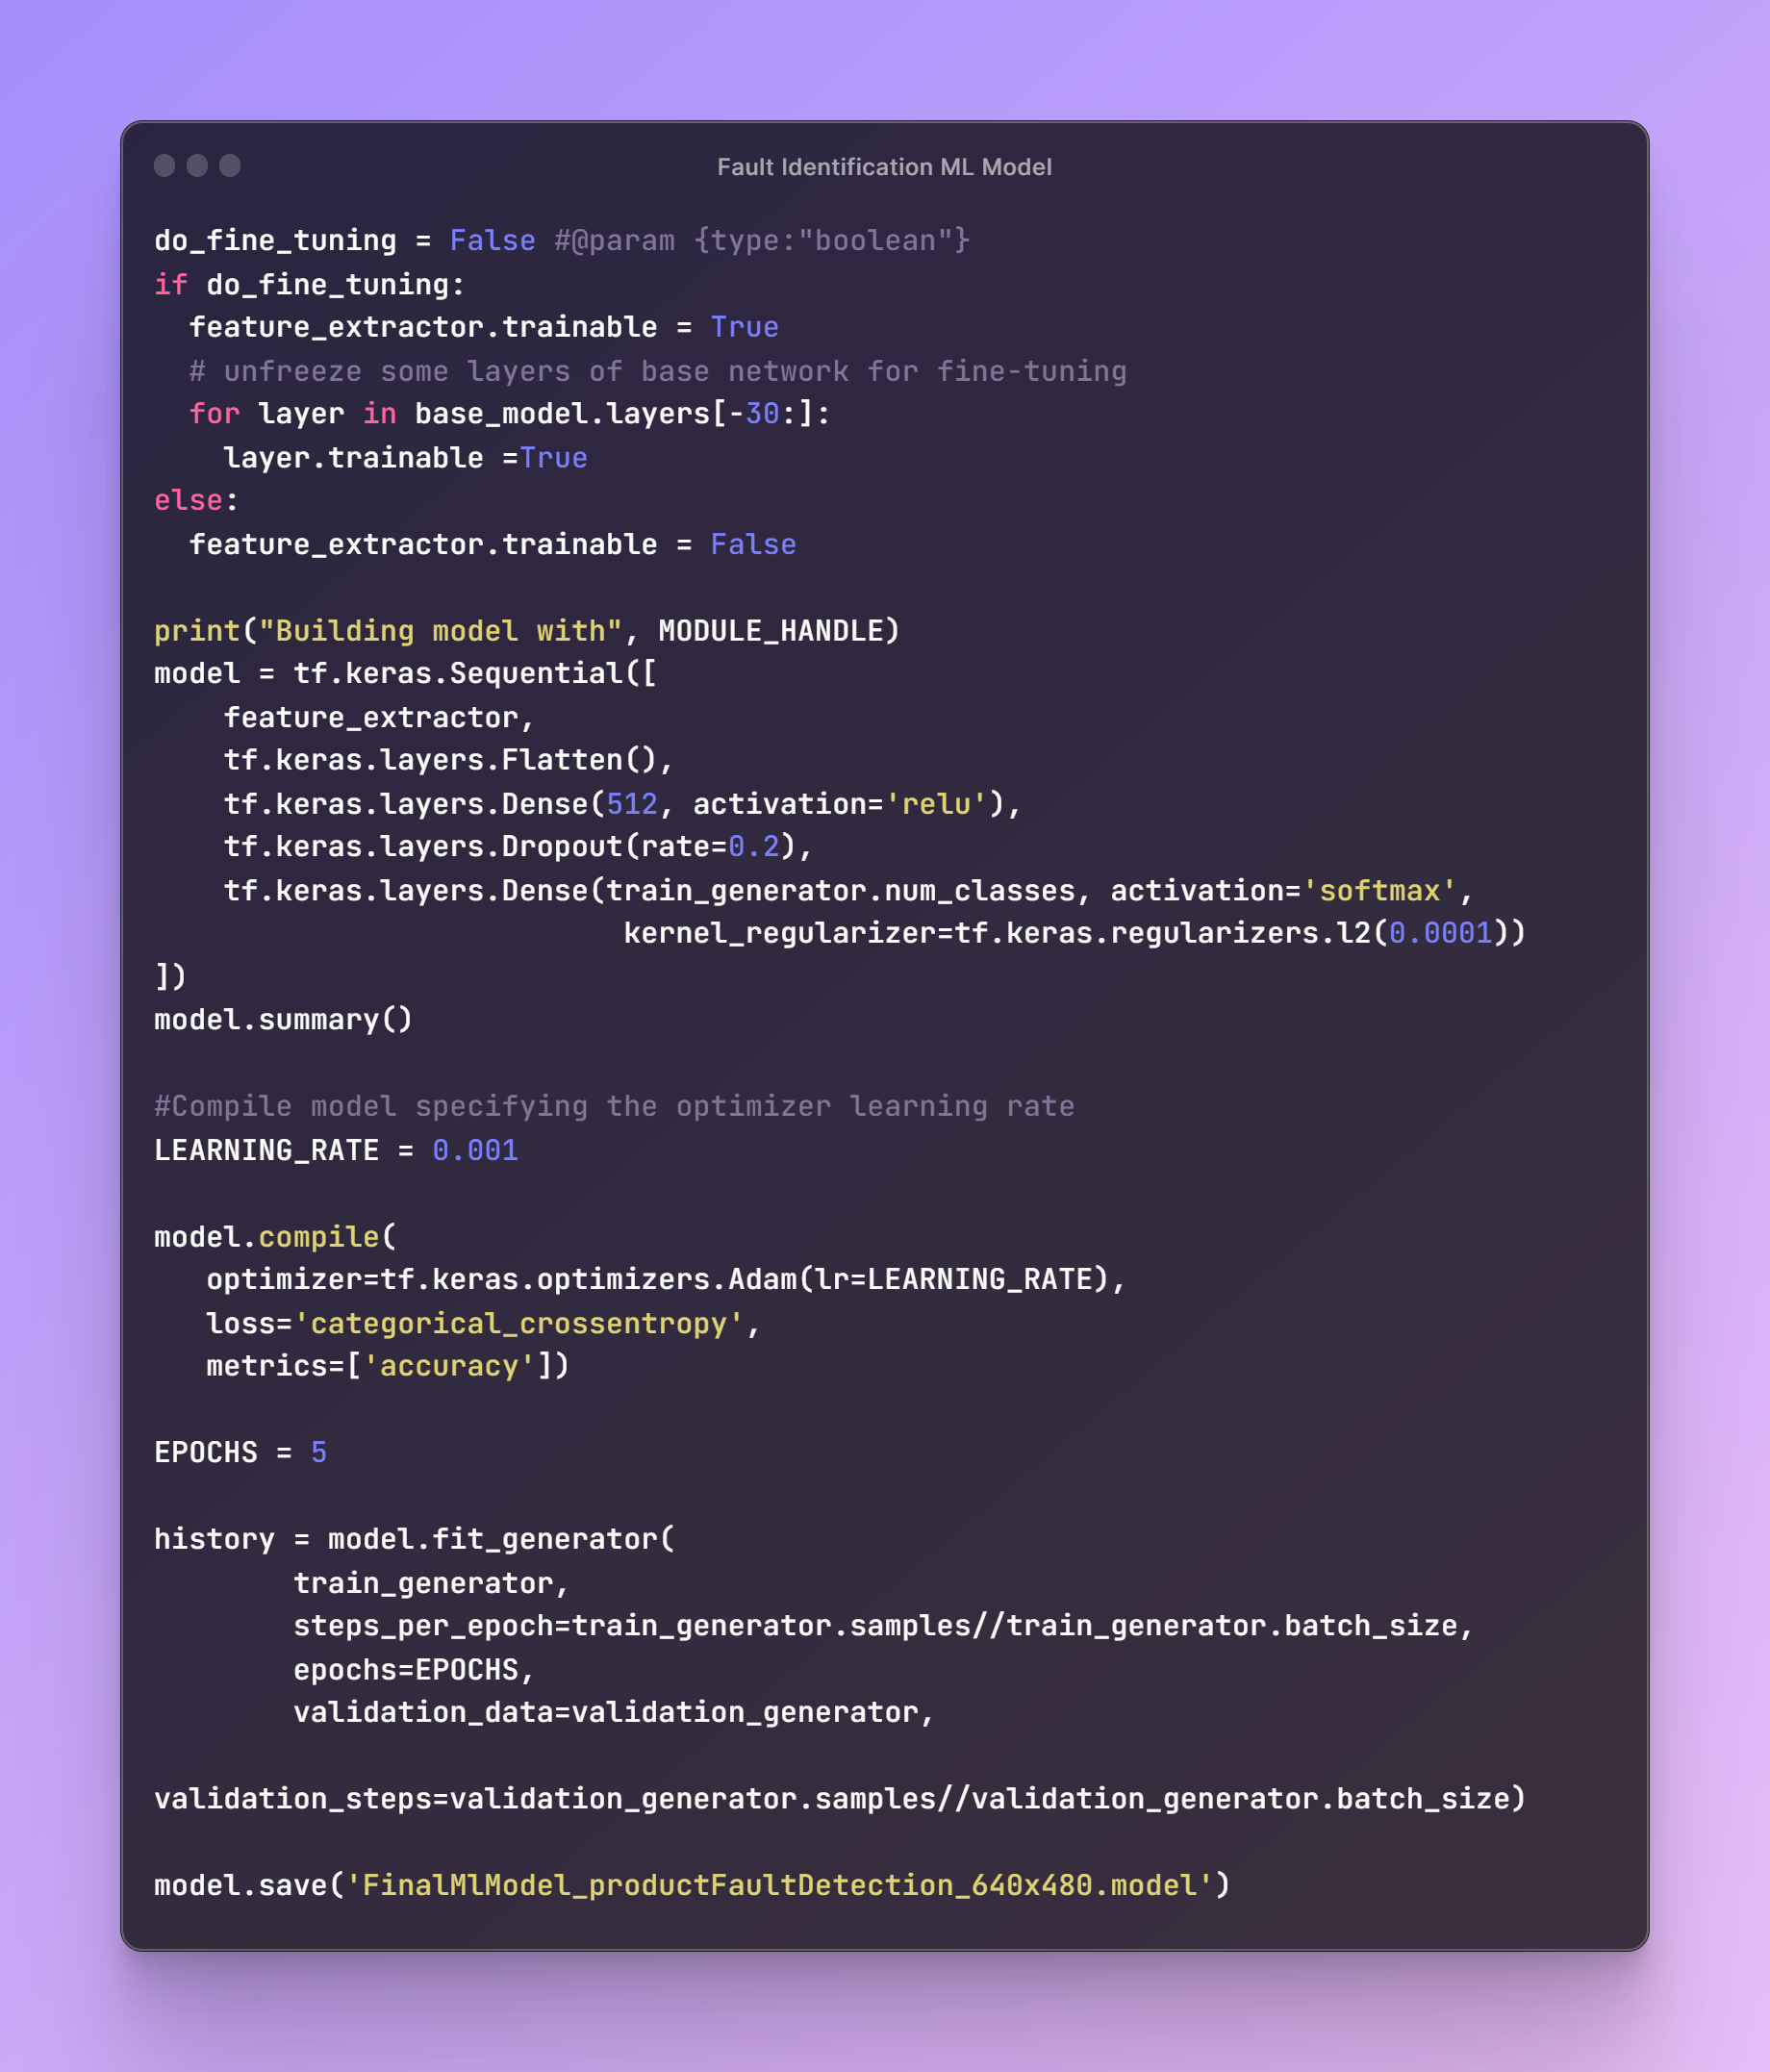 Fault Identification ML Model
do_fine_tuning = False #@param {type:"boolean"}
if do_fine_tuning:
  feature_extractor.trainable = True
  # unfreeze some layers of base network for fine-tuning
  for layer in base_model.layers[-30:]:
    layer.trainable =True
else:
  feature_extractor.trainable = False

print("Building model with", MODULE_HANDLE)
model = tf.keras.Sequential([
    feature_extractor,
    tf.keras.layers.Flatten(),
    tf.keras.layers.Dense(512, activation='relu'),
    tf.keras.layers.Dropout(rate=0.2),
    tf.keras.layers.Dense(train_generator.num_classes, activation='softmax',
                           kernel_regularizer=tf.keras.regularizers.l2(0.0001))
])
model.summary()

#Compile model specifying the optimizer learning rate
LEARNING_RATE = 0.001

model.compile(
   optimizer=tf.keras.optimizers.Adam(lr=LEARNING_RATE),
   loss='categorical_crossentropy',
   metrics=['accuracy'])

EPOCHS = 5

history = model.fit_generator(
        train_generator,
        steps_per_epoch=train_generator.samples//train_generator.batch_size,
        epochs=EPOCHS,
        validation_data=validation_generator,

validation_steps=validation_generator.samples//validation_generator.batch_size)

model.save('FinalMlModel_productFaultDetection_640x480.model')